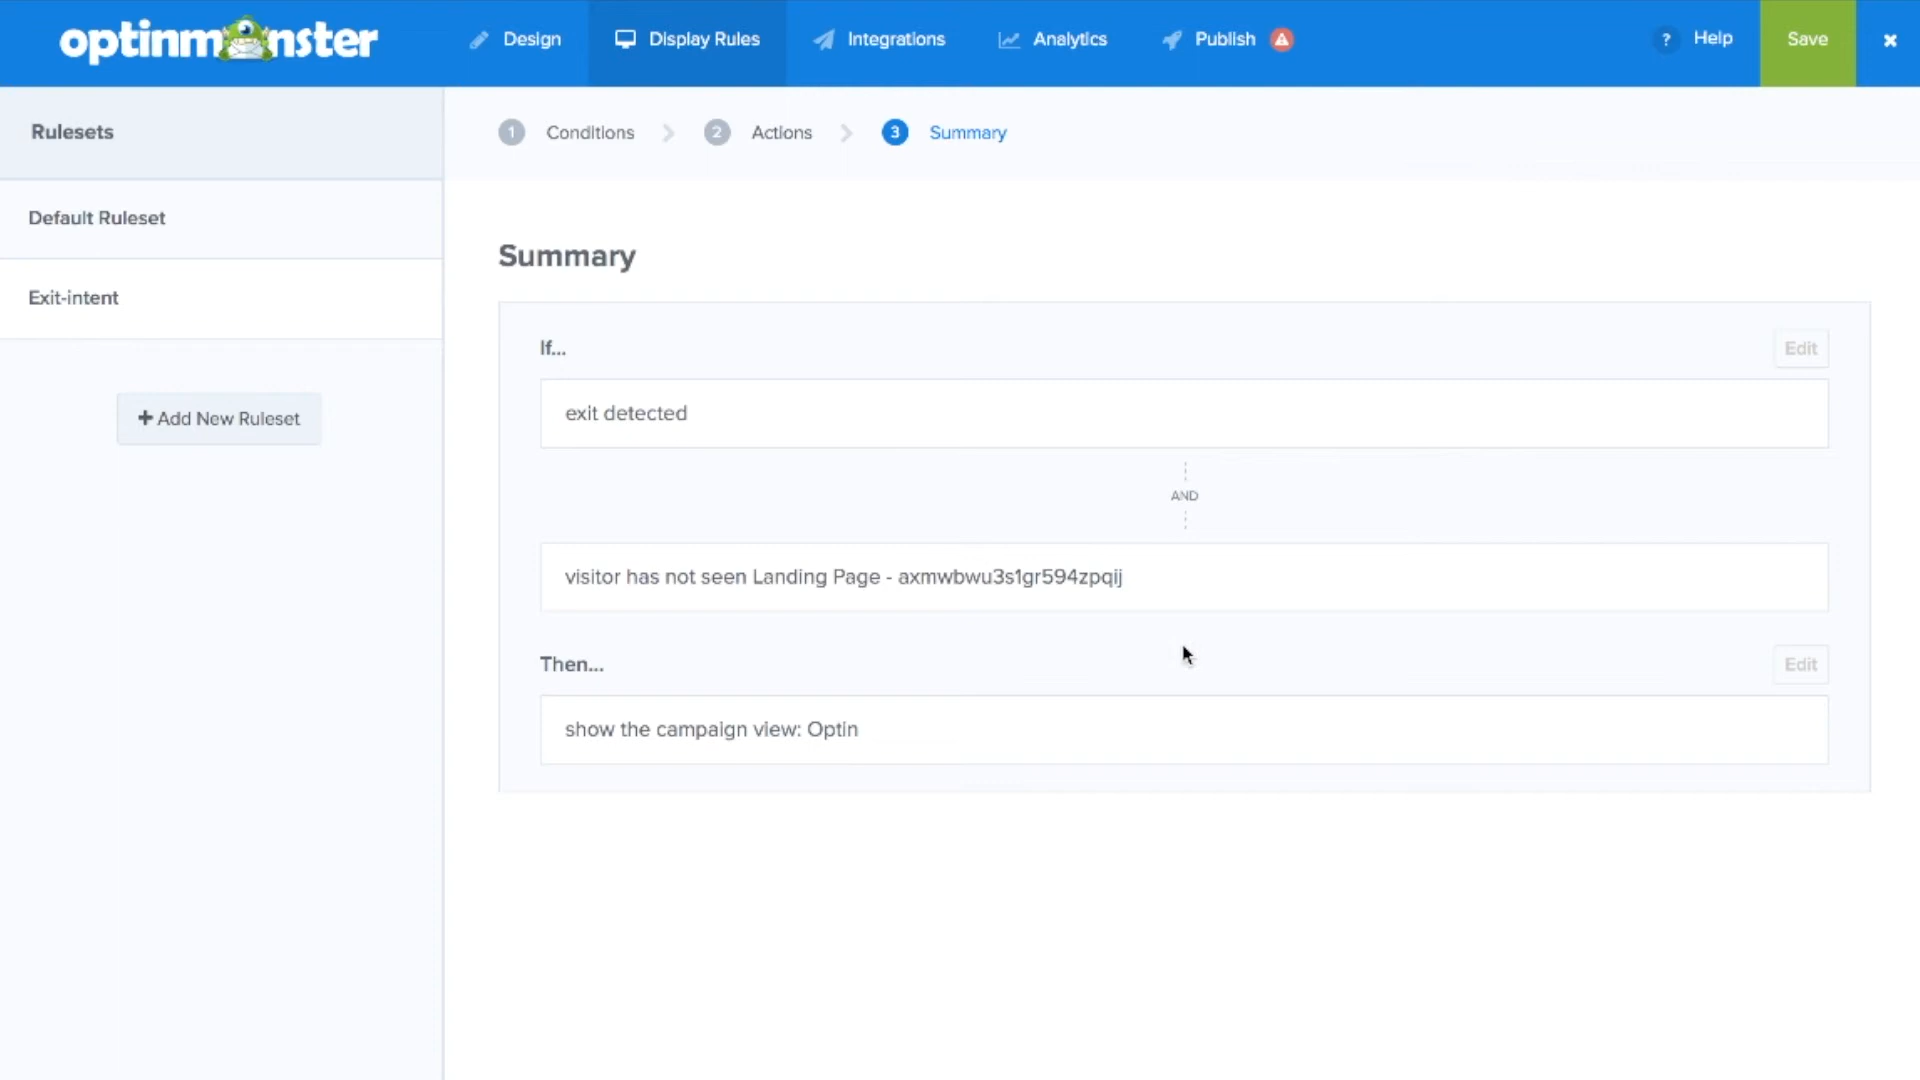 optinmonster
Design
Display Rules
Integrations
Analytics
Publish
? Help
Save
Rulesets
Default Ruleset
Exit-intent
+ Add New Ruleset
1 Conditions
2 Actions
3 Summary
Summary
If...
Edit
exit detected
AND
visitor has not seen Landing Page - axmwbwu3s1gr594zpqij
Then...
Edit
show the campaign view: Optin